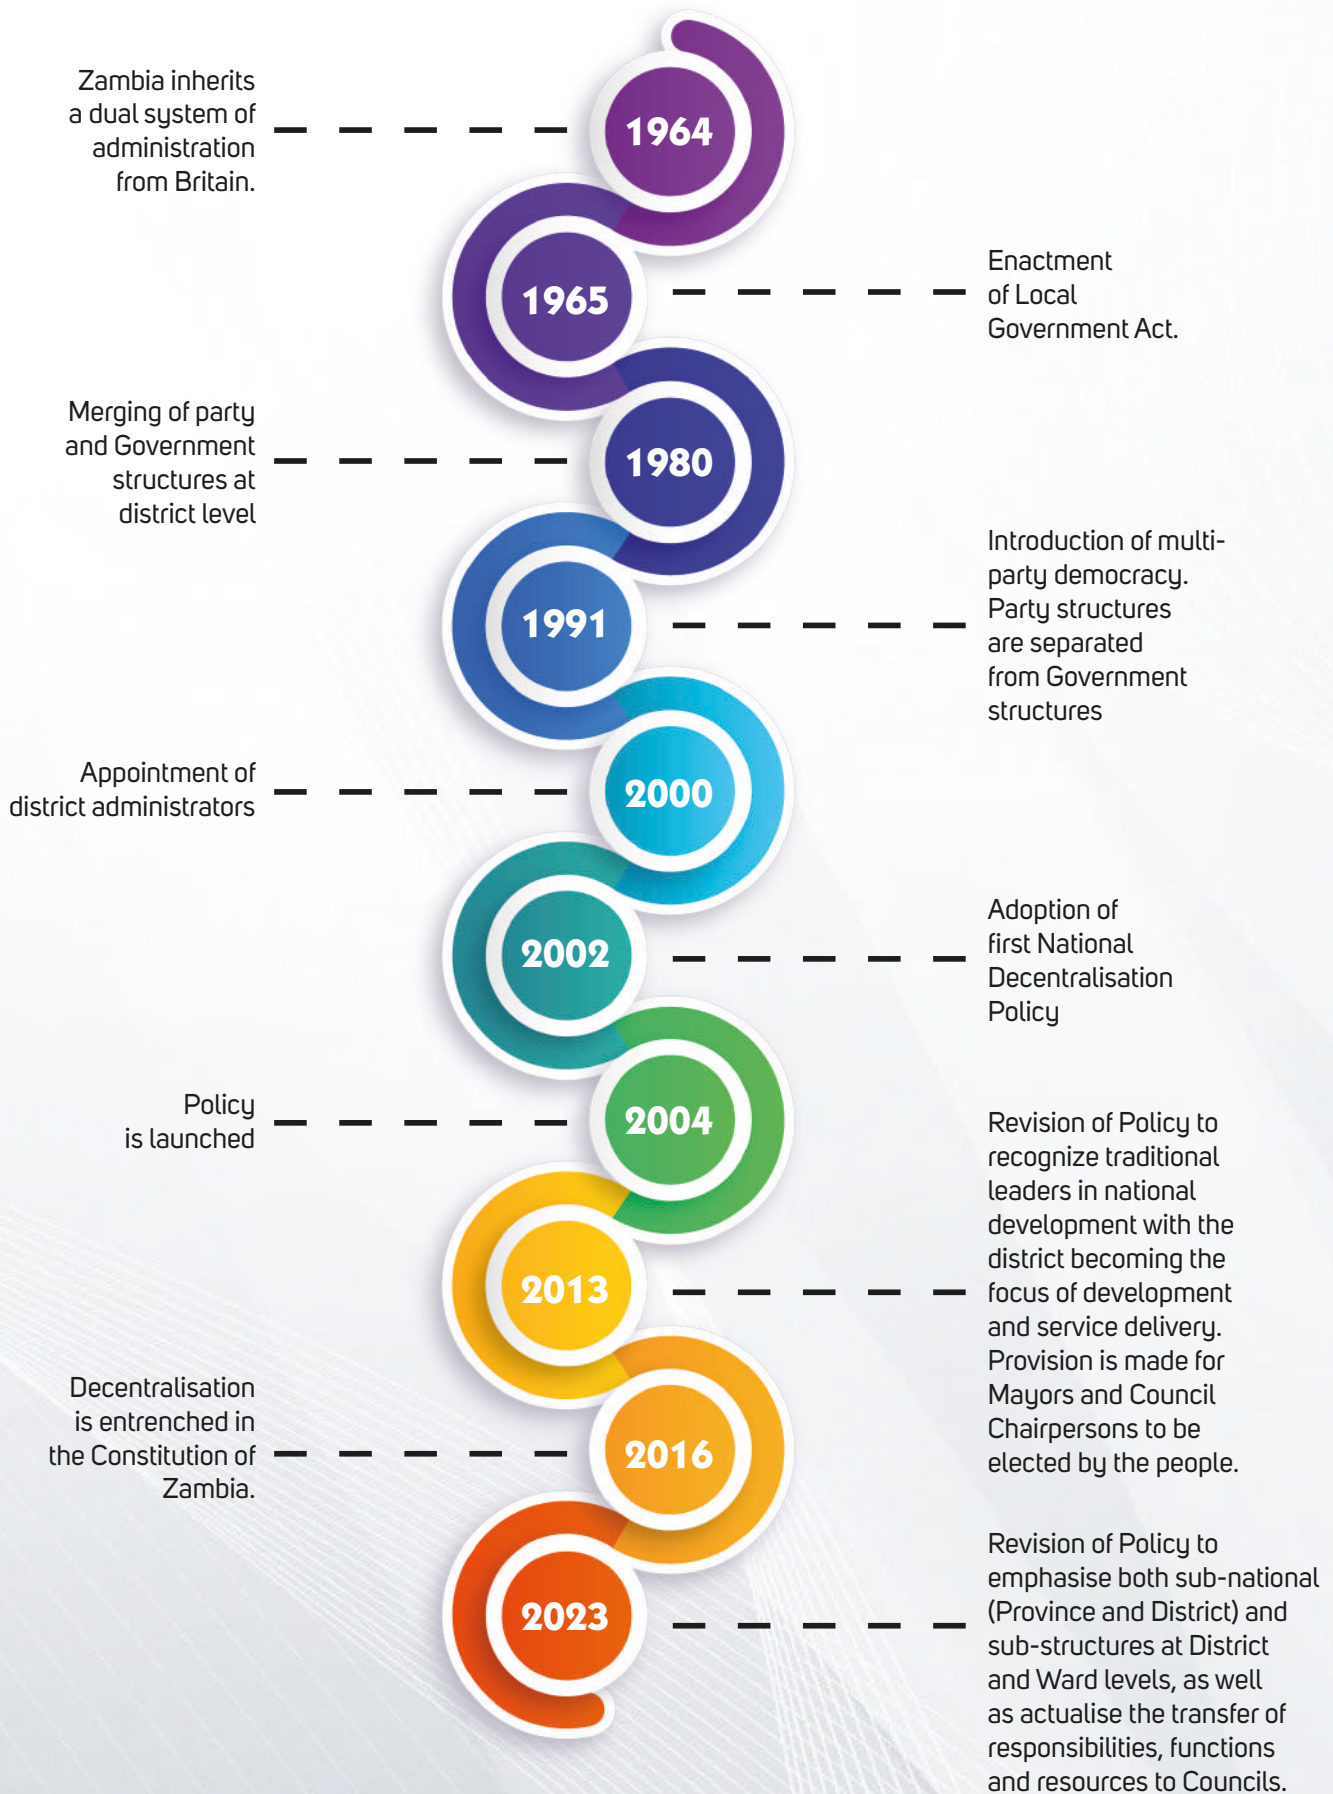 Zambia inherits
a dual system of
administration
from Britain.
1964
1965
Enactment
of Local
Government Act.
Merging of party
and Government
structures at
district level
1980
1991
Introduction of multi-
party democracy.
Party structures
are separated
from Government
structures
Appointment of
district administrators
2000
2002
Adoption of
first National
Decentralisation
Policy
Policy
is launched
2004
2013
Revision of Policy to
recognize traditional
leaders in national
development with the
district becoming the
focus of development
and service delivery.
Provision is made for
Mayors and Council
Chairpersons to be
elected by the people.
Decentralisation
is entrenched in
the Constitution of
Zambia.
2016
2023
Revision of Policy to
emphasise both sub-national
(Province and District) and
sub-structures at District
and Ward levels, as well
as actualise the transfer of
responsibilities, functions
and resources to Councils.